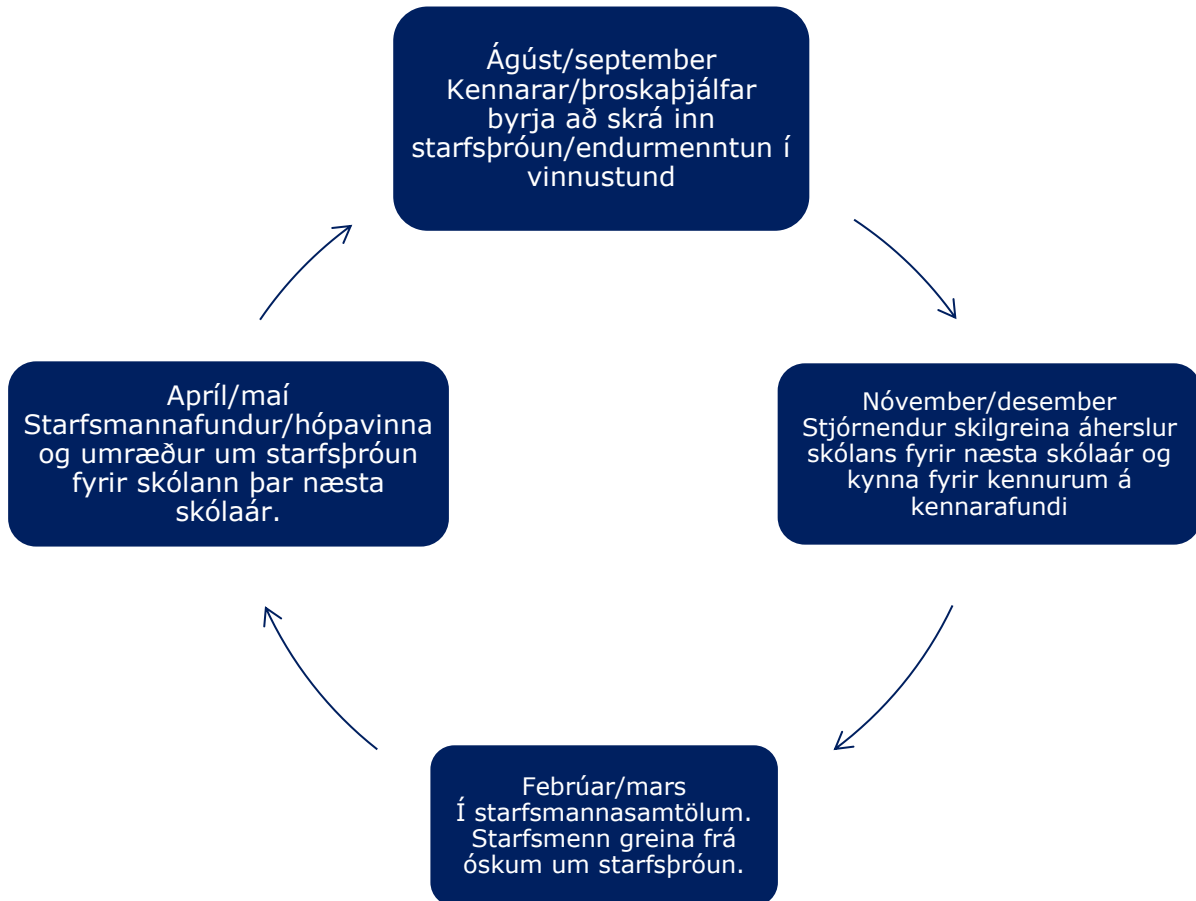 Ágúst/september
Kennarar/þroskaþjálfar
byrja að skrá inn
starfsþróun/endurmenntun í
vinnustund
Nóvember/desember
Stjórnendur skilgreina áherslur
skólans fyrir næsta skólaár og
kynna fyrir kennurum á
kennarafundi
Febrúar/mars
Í starfsmannasamtölum.
Starfsmenn greina frá
óskum um starfsþróun.
Apríl/maí
Starfsmannafundur/hópavinna
og umræður um starfsþróun
fyrir skólann þar næsta
skólaár.